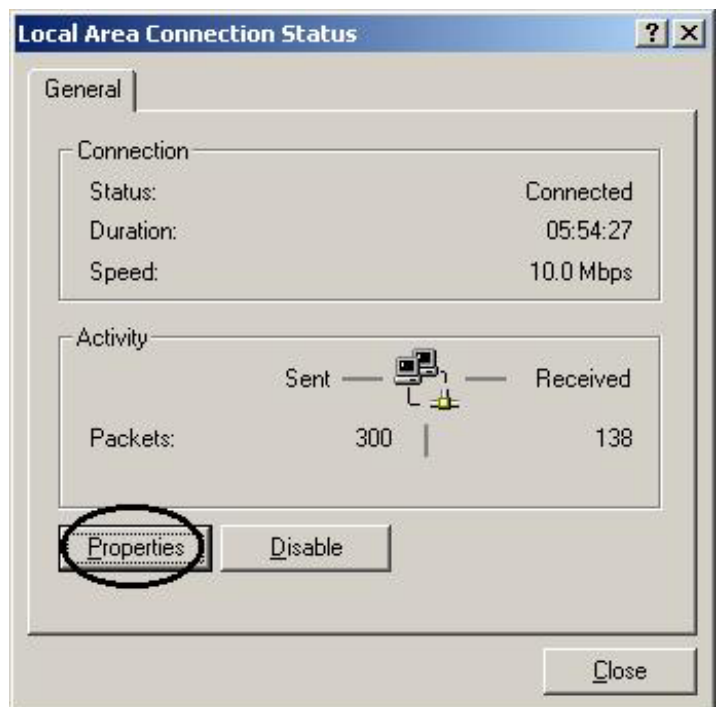 Local Area Connection Status ? X
General
Connection
Status: Connected
Duration: 05:54:27
Speed: 10.0 Mbps
Activity
Sent Received
Packets: 300 138
Properties Disable
Close